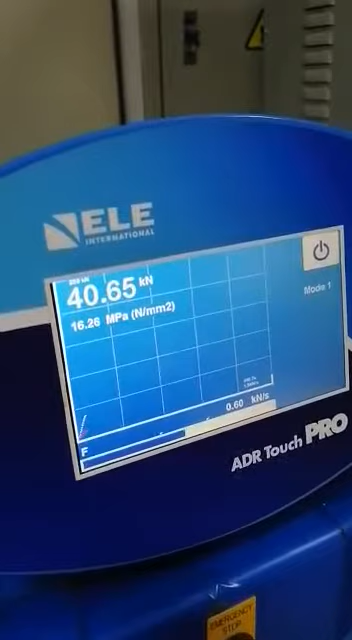 ELE
INTERNATIONAL
40.65 kN
16.26 MPa (N/mm2)
Mode 1
0.60 kN/s
F
ADR Touch PRO
EMERGENCY
STOP